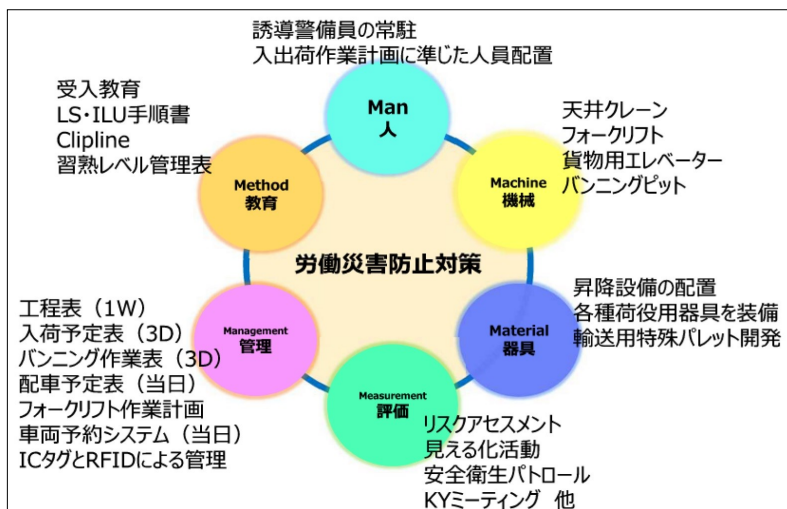 誘導警備員の常駐
入出荷作業計画に準じた人員配置
Man
人
受入教育
LS・ILU手順書
Clipline
習熟レベル管理表
Method
教育
天井クレーン
フォークリフト
貨物用エレベーター
バンニングピット
Machine
機械
労働災害防止対策
昇降設備の配置
各種荷役用器具を装備
輸送用特殊パレット開発
Material
器具
工程表（1W）
入荷予定表（3D）
バンニング作業表（3D）
配車予定表（当日）
フォークリフト作業計画
車両予約システム（当日）
ICタグとRFIDによる管理
Management
管理
Measurement
評価
リスクアセスメント
見える化活動
安全衛生パトロール
KYミーティング 他